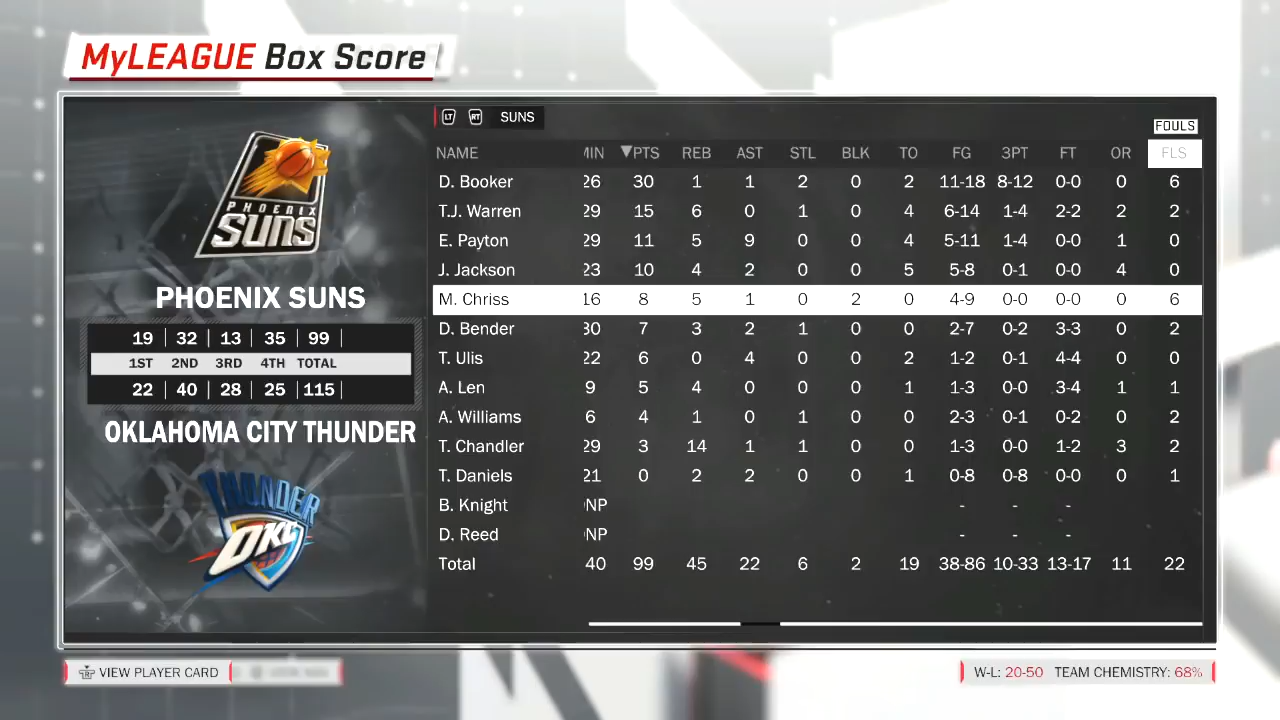 MyLEAGUE Box Score
PHOENIX
SUNS
PHOENIX SUNS
19 32 13 35 99
1ST 2ND 3RD 4TH TOTAL
22 40 28 25 115
OKLAHOMA CITY THUNDER
THUNDER
OKC
LT RT SUNS
FOULS
NAME MIN ▼PTS REB AST STL BLK TO FG 3PT FT OR FLS
D. Booker 26 30 1 1 2 0 2 11-18 8-12 0-0 0 6
T.J. Warren 29 15 6 0 1 0 4 6-14 1-4 2-2 2 2
E. Payton 29 11 5 9 0 0 4 5-11 1-4 0-0 1 0
J. Jackson 23 10 4 2 0 0 5 5-8 0-1 0-0 4 0
M. Chriss 16 8 5 1 0 2 0 4-9 0-0 0-0 0 6
D. Bender 30 7 3 2 1 0 0 2-7 0-2 3-3 0 2
T. Ulis 22 6 0 4 0 0 2 1-2 0-1 4-4 0 0
A. Len 9 5 4 0 0 0 1 1-3 0-0 3-4 1 1
A. Williams 6 4 1 0 1 0 0 2-3 0-1 0-2 0 2
T. Chandler 29 3 14 1 1 0 0 1-3 0-0 1-2 3 2
T. Daniels 21 0 2 2 0 0 1 0-8 0-8 0-0 0 1
B. Knight NP - - -
D. Reed NP - - -
Total 40 99 45 22 6 2 19 38-86 10-33 13-17 11 22
VIEW PLAYER CARD
W-L: 20-50 TEAM CHEMISTRY: 68%